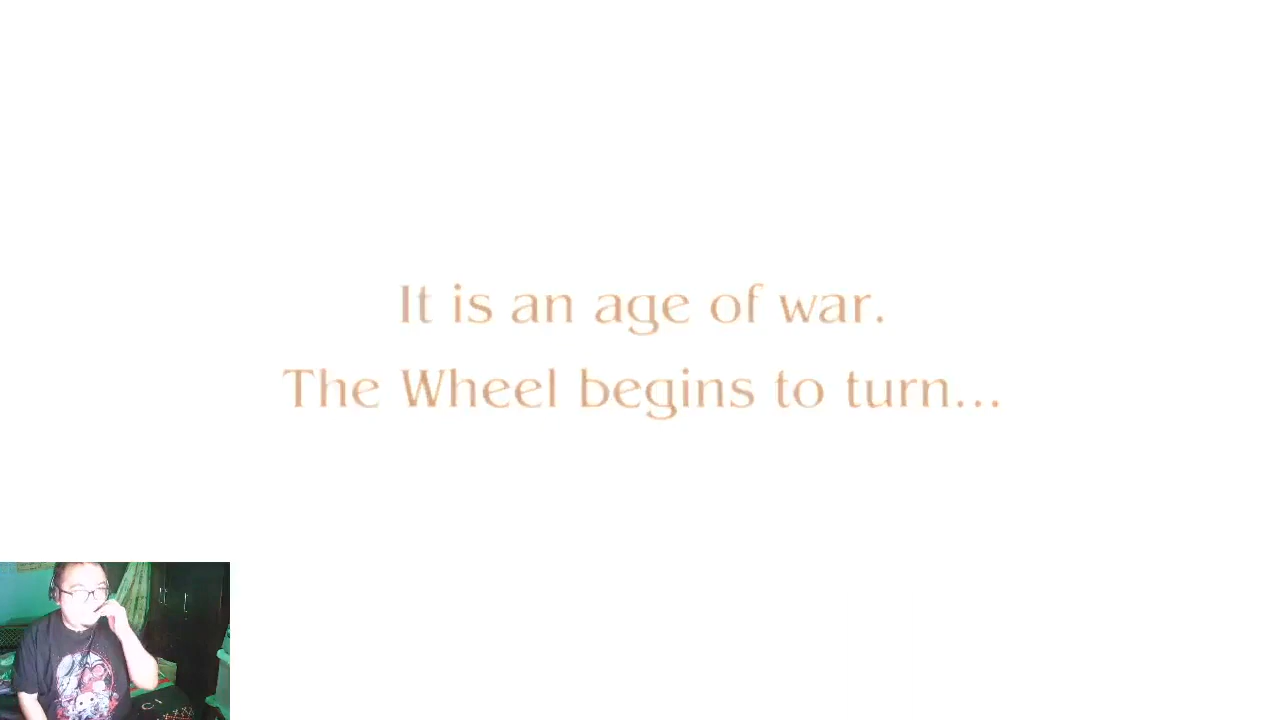 It is an age of war.
The Wheel begins to turn...